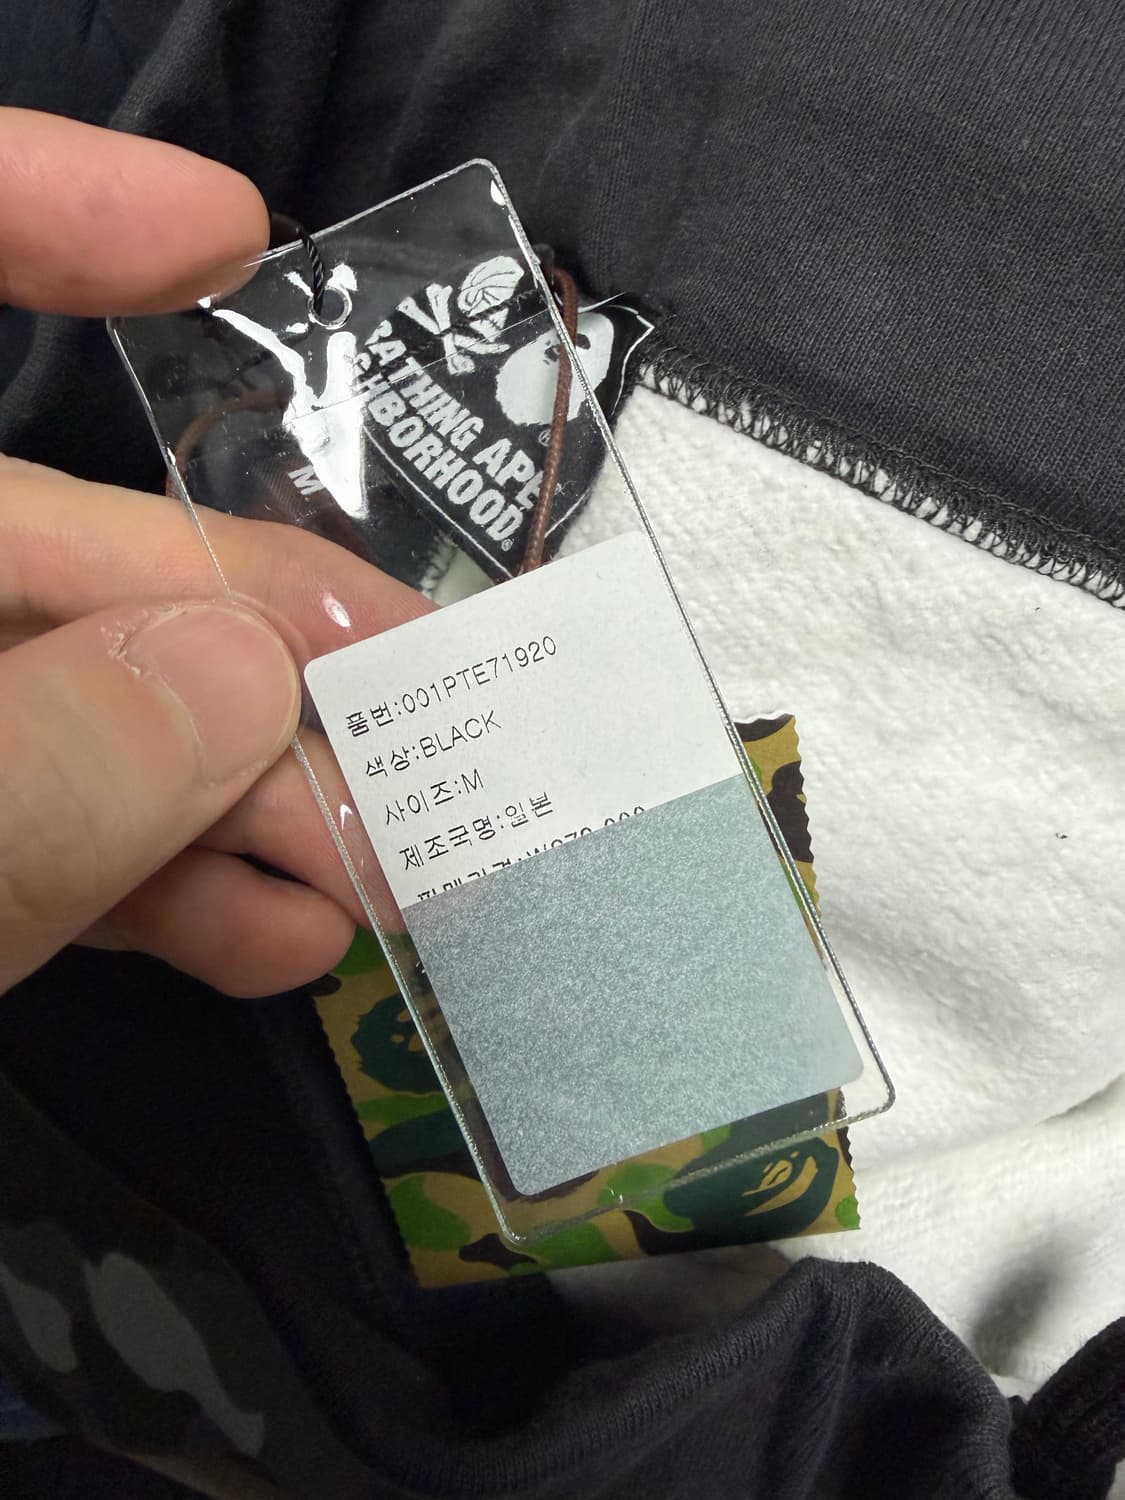 BATHING APE
NEIGHBORHOOD®
M
품번:001PTE71920
색상:BLACK
사이즈:M
제조국명:일본